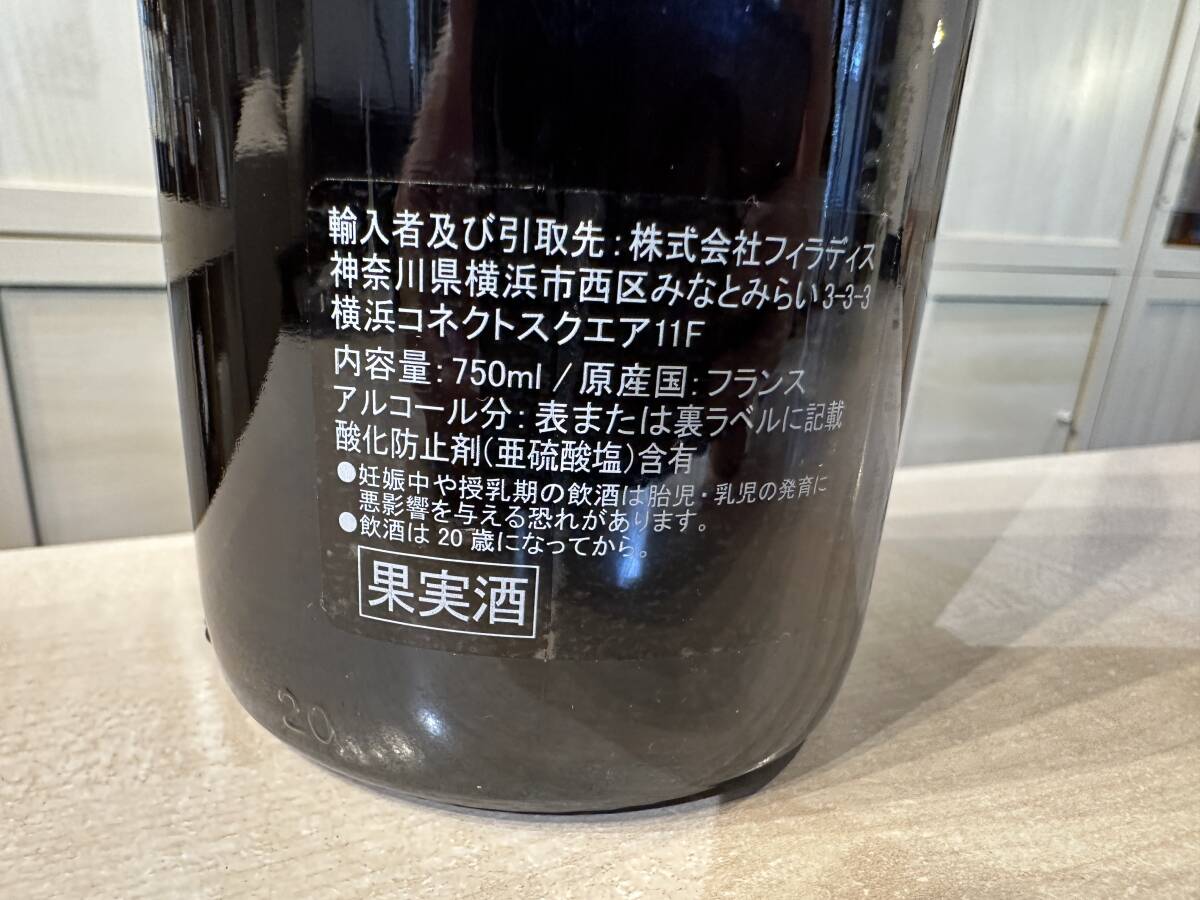 輸入者及び引取先：株式会社フィラディス
神奈川県横浜市西区みなとみらい3-3-3
横浜コネクトスクエア11F
内容量：750ml / 原産国：フランス
アルコール分：表または裏ラベルに記載
酸化防止剤(亜硫酸塩)含有
●妊娠中や授乳期の飲酒は胎児・乳児の発育に
悪影響を与える恐れがあります。
●飲酒は20歳になってから。
果実酒
20